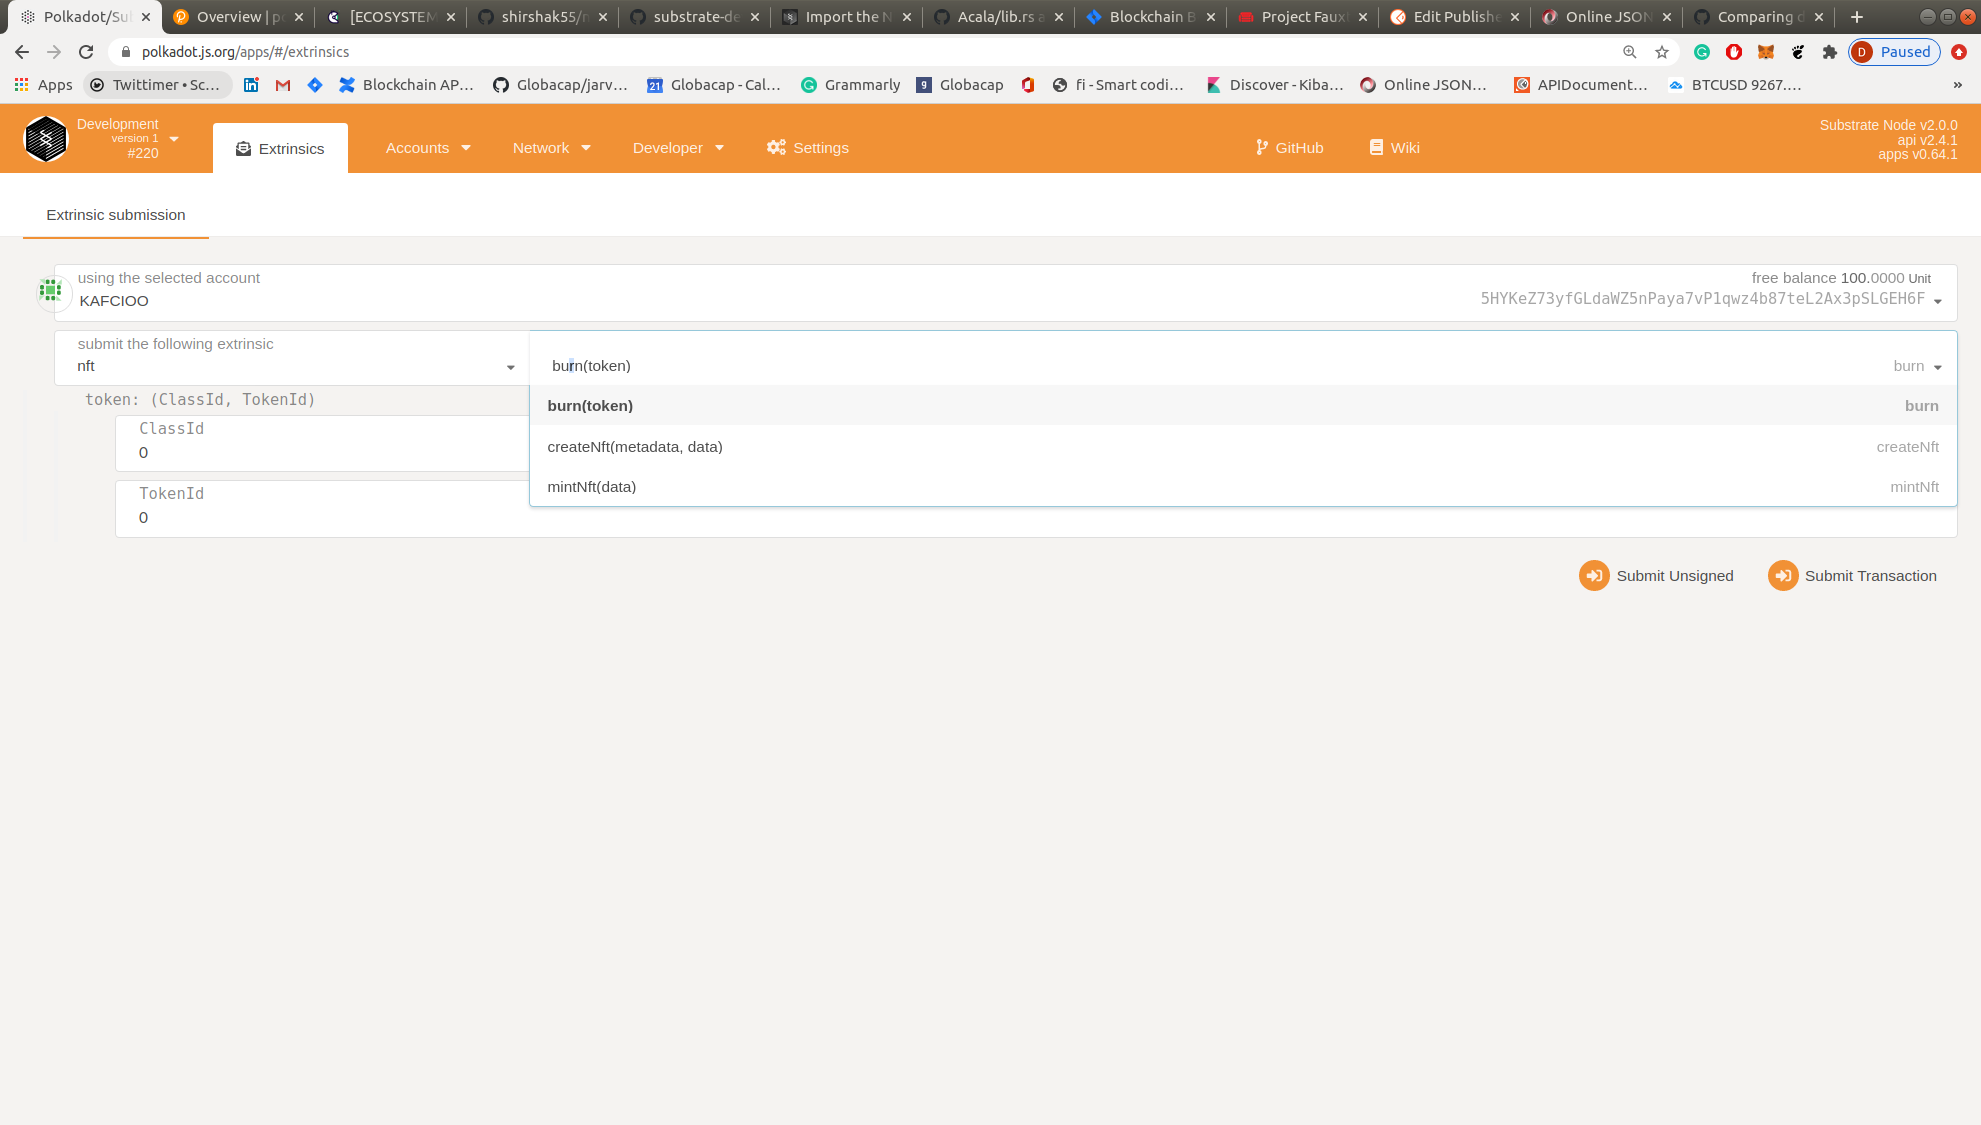 Polkadot/Su
Overview | p
[ECOSYSTEM
shirshak55/
substrate-de
Import the N
Acala/lib.rs a
Blockchain B
Project Faux
Edit Publishe
Online JSON
Comparing
polkadot.js.org/apps/#/extrinsics
D Paused
Apps
Twittimer • Sc...
Blockchain AP...
Globacap/jarv...
21 Globacap - Cal...
Grammarly
g Globacap
fi - Smart codi...
Discover - Kiba...
Online JSON...
APIDocument...
BTCUSD 9267....
»
Development
version 1
#220
Extrinsics
Accounts
Network
Developer
Settings
GitHub
Wiki
Substrate Node v2.0.0
api v2.4.1
apps v0.64.1
Extrinsic submission
using the selected account
KAFCIOO
free balance 100.0000 Unit
5HYKeZ73yfGLdaWZ5nPaya7vP1qwz4b87teL2Ax3pSLGEH6F
submit the following extrinsic
nft
burn(token)
burn
burn(token)
burn
createNft(metadata, data)
createNft
mintNft(data)
mintNft
token: (ClassId, TokenId)
ClassId
0
TokenId
0
Submit Unsigned
Submit Transaction